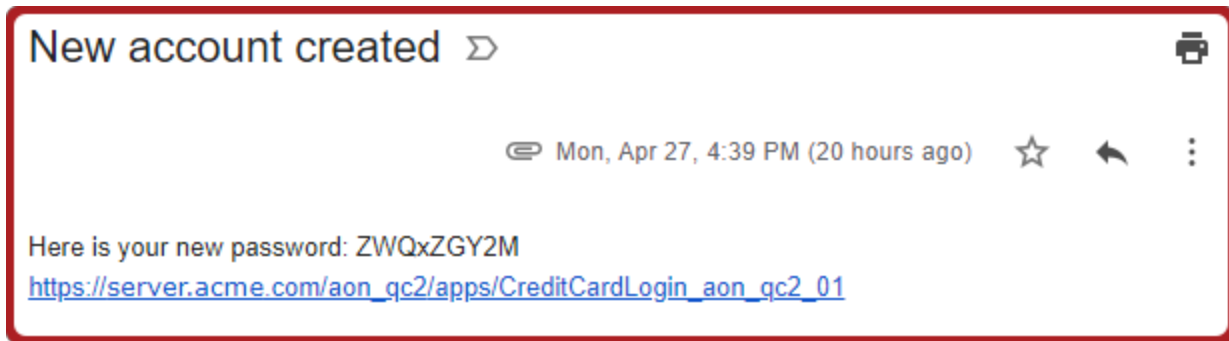 New account created
Mon, Apr 27, 4:39 PM (20 hours ago)
Here is your new password: ZWQxZGY2M
https://server.acme.com/aon_qc2/apps/CreditCardLogin_aon_qc2_01